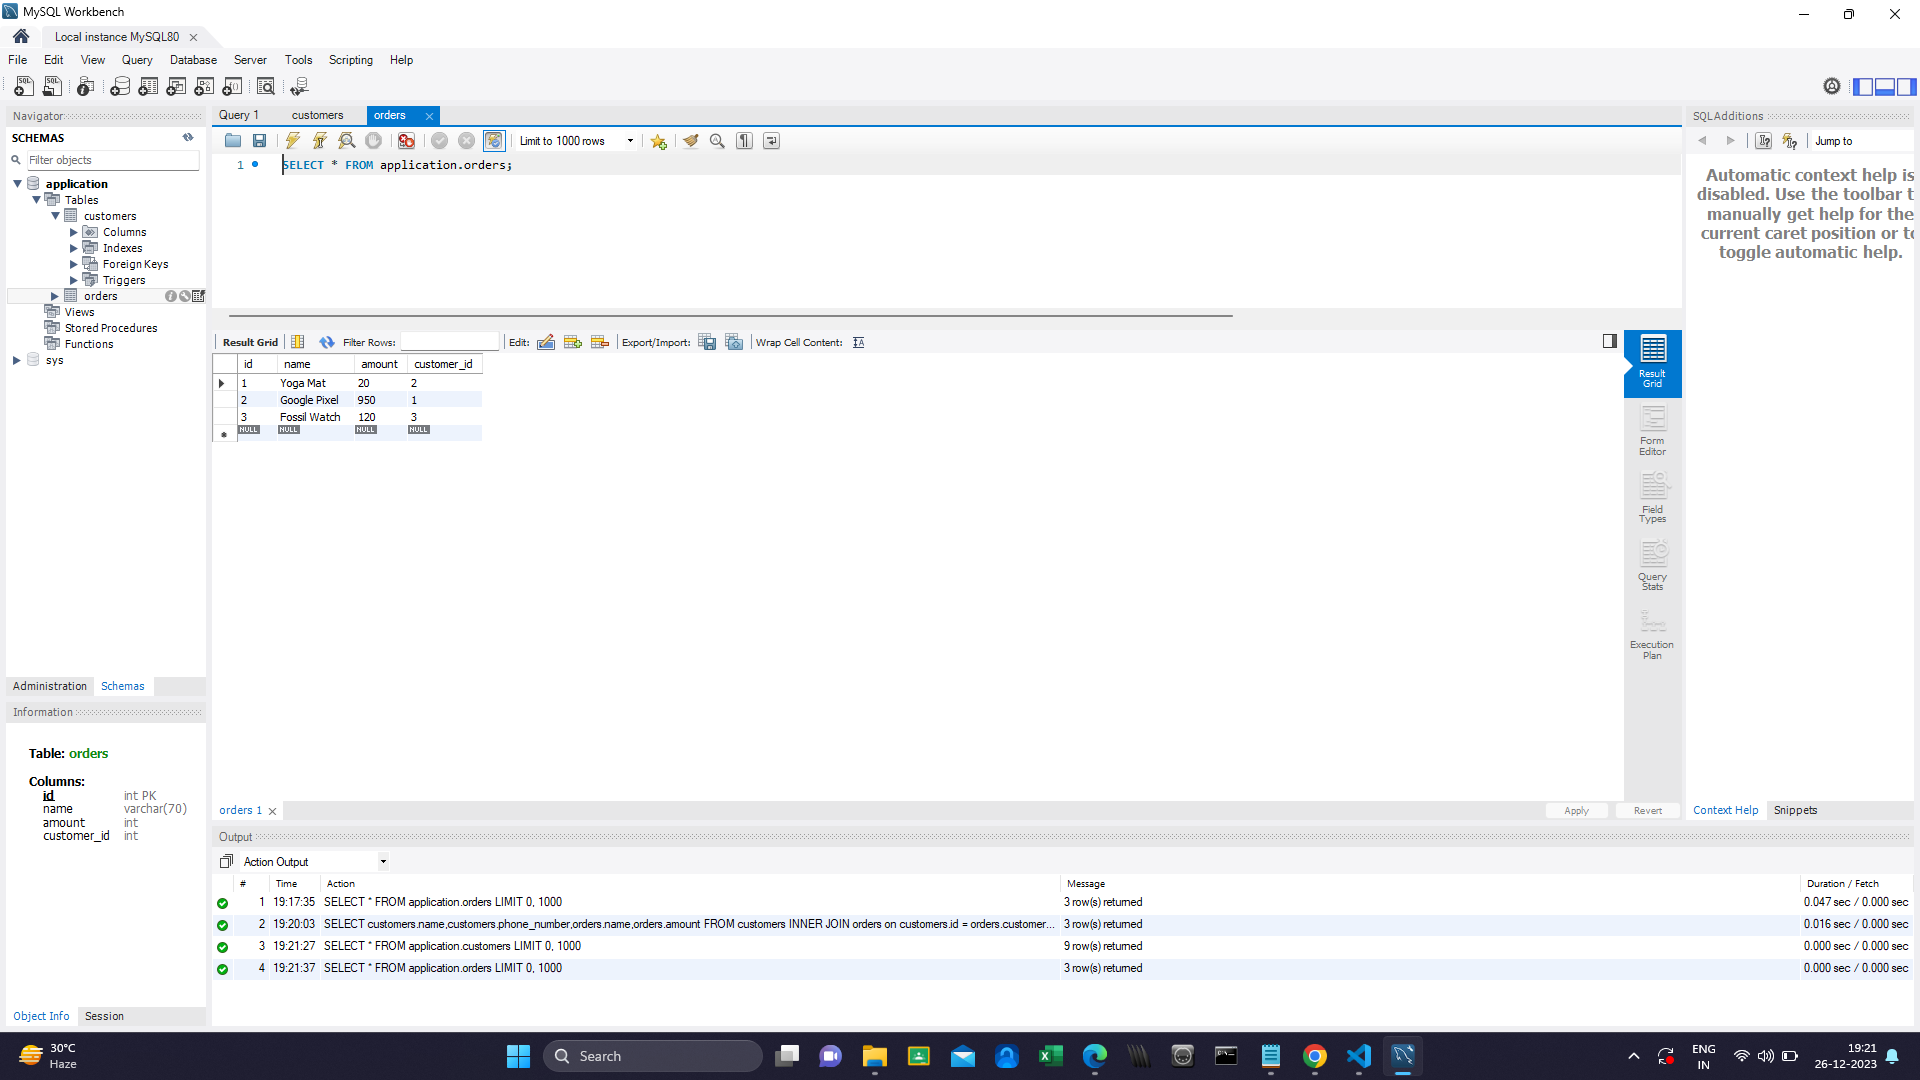 MySQL Workbench
Local instance MySQL80
File Edit View Query Database Server Tools Scripting Help
Navigator
SCHEMAS
Filter objects
application
Tables
customers
Columns
Indexes
Foreign Keys
Triggers
orders
Views
Stored Procedures
Functions
sys
Administration Schemas
Information
Table: orders
Columns:
id int PK
name varchar(70)
amount int
customer_id int
Object Info Session
Query 1 customers orders
Limit to 1000 rows
1 SELECT * FROM application.orders;
Result Grid Filter Rows: Edit: Export/Import: Wrap Cell Content:
id name amount customer_id
1 Yoga Mat 20 2
2 Google Pixel 950 1
3 Fossil Watch 120 3
NULL NULL NULL NULL
Result
Grid
Form
Editor
Field
Types
Query
Stats
Execution
Plan
orders 1 Apply Revert
SQLAdditions
Jump to
Automatic context help is
disabled. Use the toolbar t
manually get help for the
current caret position or to
toggle automatic help.
Context Help Snippets
Output
Action Output
# Time Action Message Duration / Fetch
1 19:17:35 SELECT * FROM application.orders LIMIT 0, 1000 3 row(s) returned 0.047 sec / 0.000 sec
2 19:20:03 SELECT customers.name,customers.phone_number,orders.name,orders.amount FROM customers INNER JOIN orders on customers.id = orders.customer... 3 row(s) returned 0.016 sec / 0.000 sec
3 19:21:27 SELECT * FROM application.customers LIMIT 0, 1000 9 row(s) returned 0.000 sec / 0.000 sec
4 19:21:37 SELECT * FROM application.orders LIMIT 0, 1000 3 row(s) returned 0.000 sec / 0.000 sec
30°C
Haze
Search
ENG
IN
19:21
26-12-2023